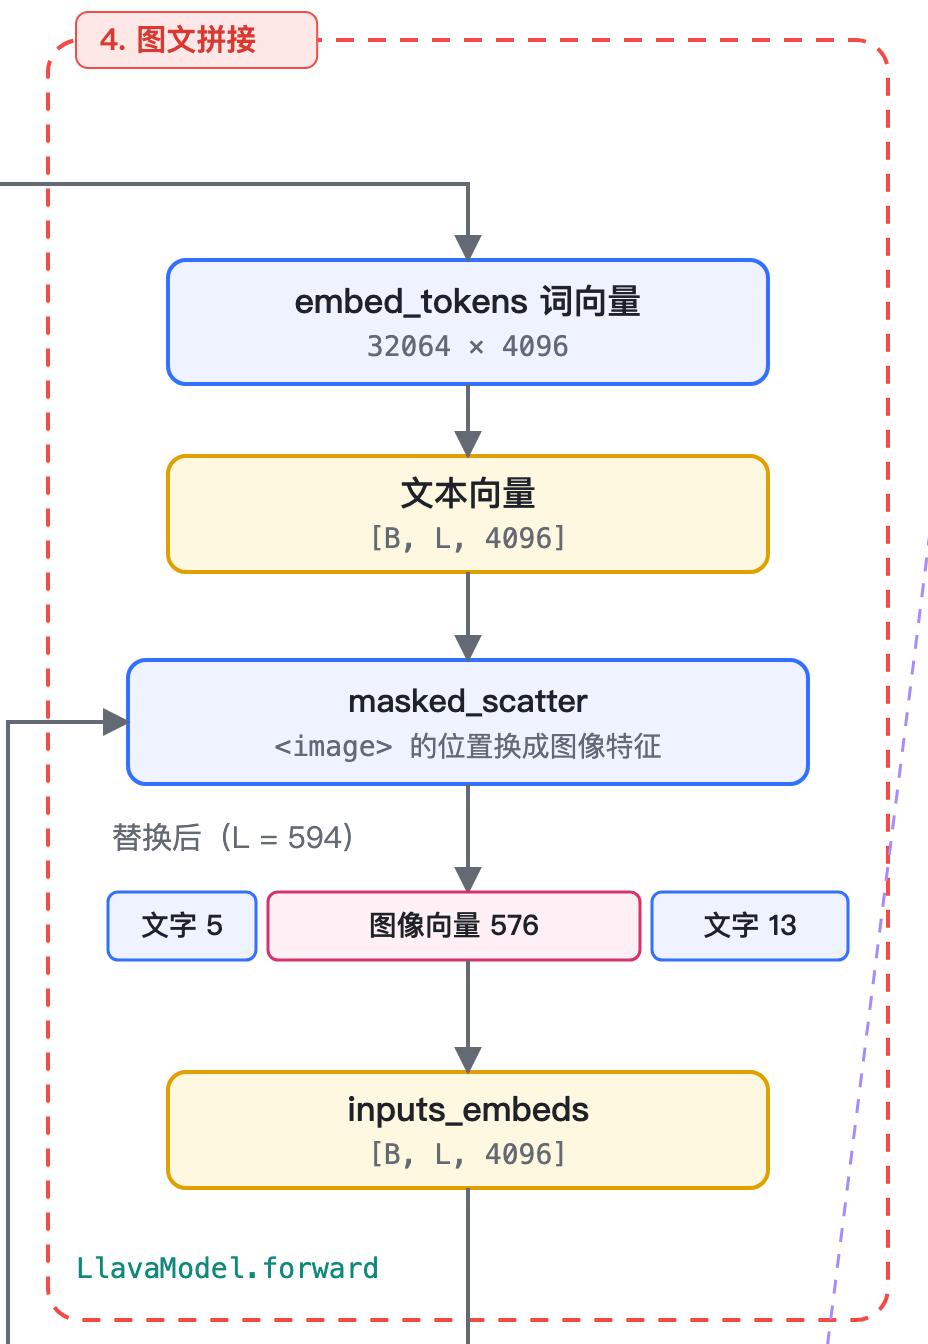 4. 图文拼接
embed_tokens 词向量
32064 × 4096
文本向量
[B, L, 4096]
masked_scatter
<image> 的位置换成图像特征
替换后（L = 594）
文字 5
图像向量 576
文字 13
inputs_embeds
[B, L, 4096]
LlavaModel.forward